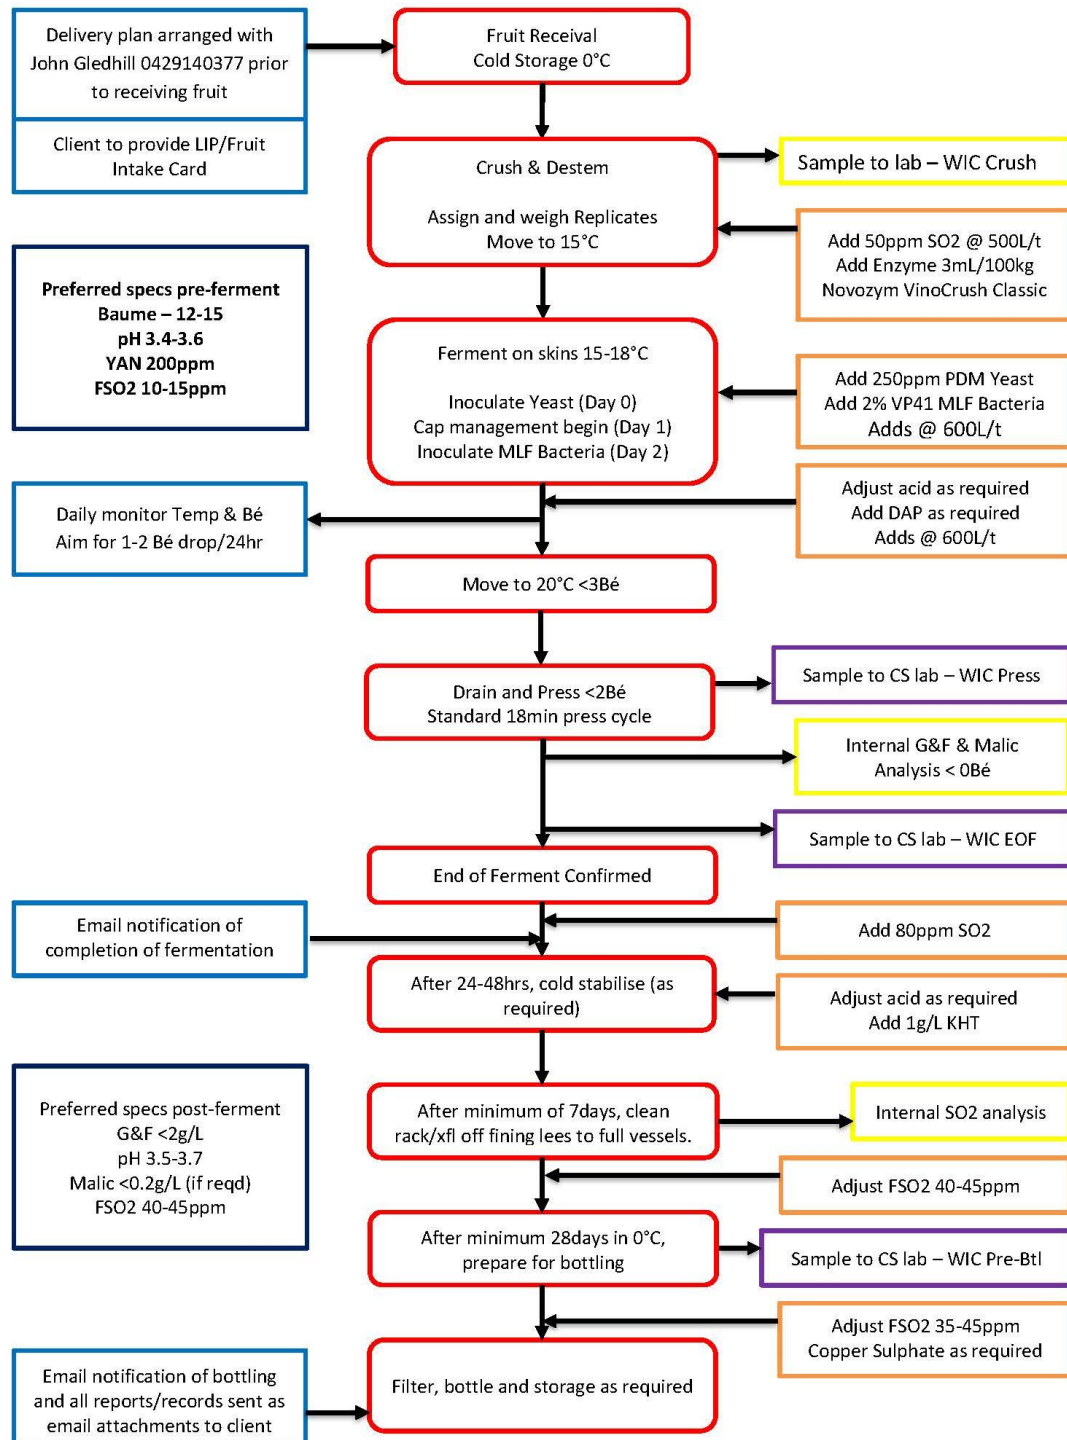 Delivery plan arranged with
John Gledhill 0429140377 prior
to receiving fruit
Client to provide LIP/Fruit
Intake Card
Fruit Receival
Cold Storage 0°C
Crush & Destem
Assign and weigh Replicates
Move to 15°C
Sample to lab – WIC Crush
Add 50ppm SO2 @ 500L/t
Add Enzyme 3mL/100kg
Novozym VinoCrush Classic
Preferred specs pre-ferment
Baume – 12-15
pH 3.4-3.6
YAN 200ppm
FSO2 10-15ppm
Ferment on skins 15-18°C
Inoculate Yeast (Day 0)
Cap management begin (Day 1)
Inoculate MLF Bacteria (Day 2)
Add 250ppm PDM Yeast
Add 2% VP41 MLF Bacteria
Adds @ 600L/t
Daily monitor Temp & Bé
Aim for 1-2 Bé drop/24hr
Adjust acid as required
Add DAP as required
Adds @ 600L/t
Move to 20°C <3Bé
Drain and Press <2Bé
Standard 18min press cycle
Sample to CS lab – WIC Press
Internal G&F & Malic
Analysis < 0Bé
Sample to CS lab – WIC EOF
End of Ferment Confirmed
Email notification of
completion of fermentation
Add 80ppm SO2
After 24-48hrs, cold stabilise (as
required)
Adjust acid as required
Add 1g/L KHT
Preferred specs post-ferment
G&F <2g/L
pH 3.5-3.7
Malic <0.2g/L (if reqd)
FSO2 40-45ppm
After minimum of 7days, clean
rack/xfl off fining lees to full vessels.
Internal SO2 analysis
Adjust FSO2 40-45ppm
After minimum 28days in 0°C,
prepare for bottling
Sample to CS lab – WIC Pre-Btl
Adjust FSO2 35-45ppm
Copper Sulphate as required
Email notification of bottling
and all reports/records sent as
email attachments to client
Filter, bottle and storage as required